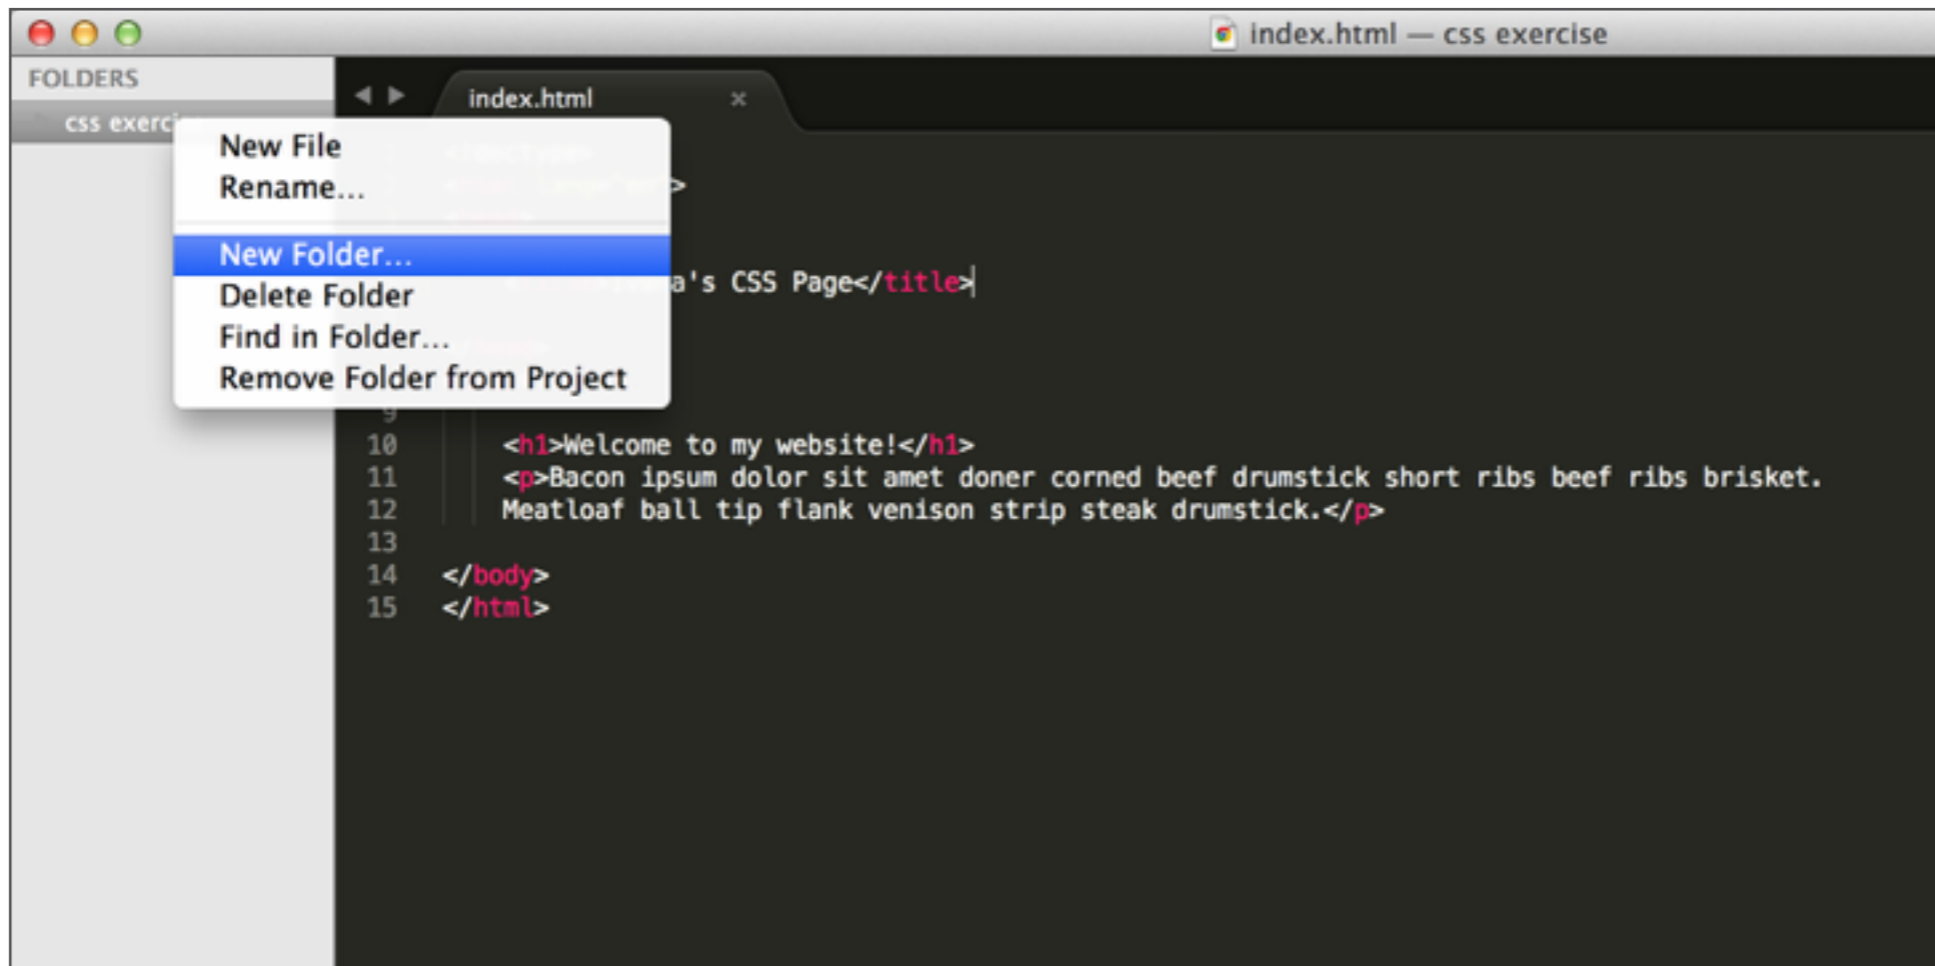 index.html — css exercise
FOLDERS
index.html
css exerc
New File
Rename...
New Folder...
Delete Folder
Find in Folder...
Remove Folder from Project
>
a's CSS Page</title>
9
10 <h1>Welcome to my website!</h1>
11 <p>Bacon ipsum dolor sit amet doner corned beef drumstick short ribs beef ribs brisket.
12 Meatloaf ball tip flank venison strip steak drumstick.</p>
13
14 </body>
15 </html>